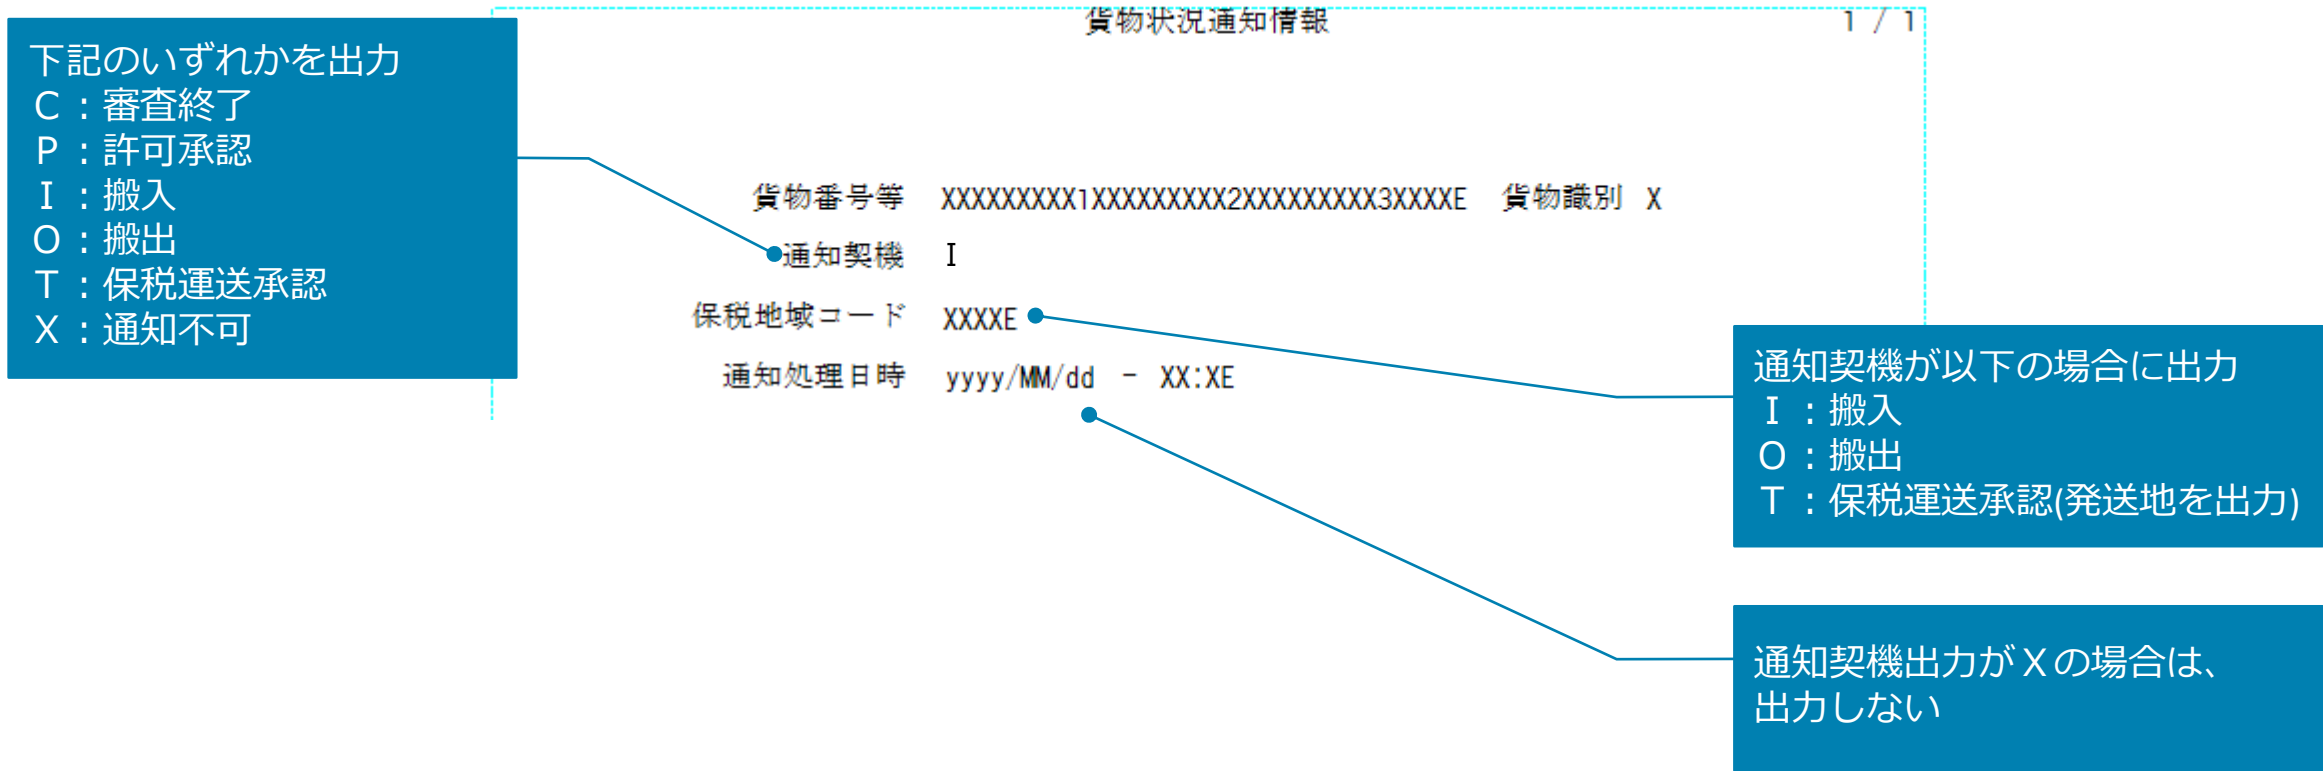 貨物状況通知情報 1 / 1
下記のいずれかを出力
C:審査終了
P:許可承認
I:搬入
O:搬出
T:保税運送承認
X:通知不可
貨物番号等 XXXXXXXXX1XXXXXXXXX2XXXXXXXXX3XXXXE 貨物識別 X
通知契機 I
保税地域コード XXXXE
通知処理日時 yyyy/MM/dd - XX:XE
通知契機が以下の場合に出力
I:搬入
O:搬出
T:保税運送承認(発送地を出力)
通知契機出力がXの場合は、
出力しない